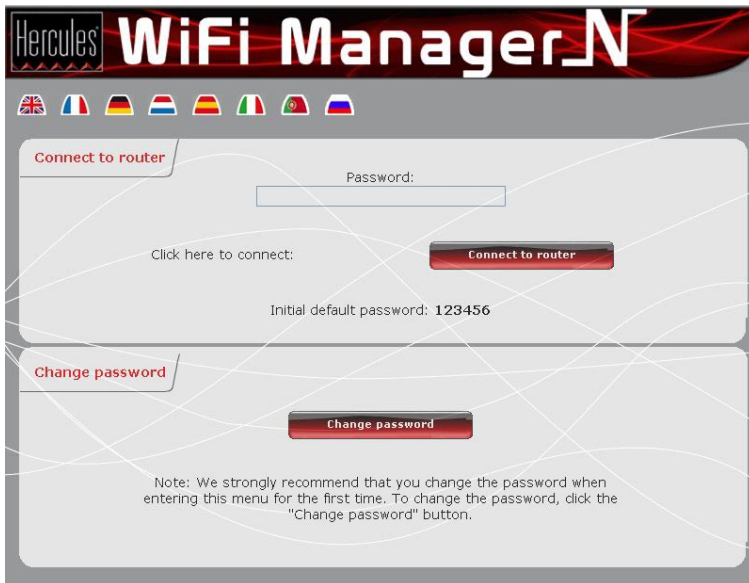 Hercules WiFi Manager_N
Connect to router
Password:
Click here to connect:
Connect to router
Initial default password: 123456
Change password
Change password
Note: We strongly recommend that you change the password when
entering this menu for the first time. To change the password, click the
"Change password" button.